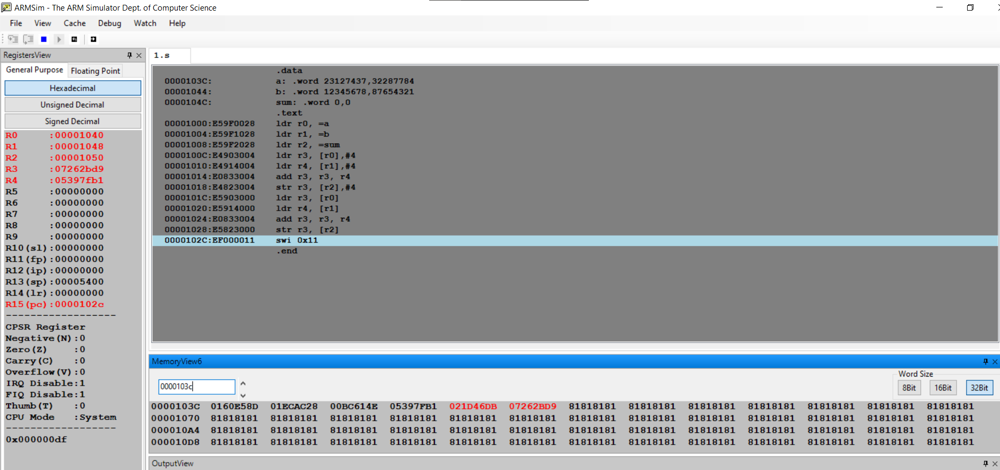 ARMSim - The ARM Simulator Dept. of Computer Science
File View Cache Debug Watch Help
RegistersView
General Purpose Floating Point
Hexadecimal
Unsigned Decimal
Signed Decimal
R0 :00001040
R1 :00001048
R2 :00001050
R3 :07262bd9
R4 :05397fb1
R5 :00000000
R6 :00000000
R7 :00000000
R8 :00000000
R9 :00000000
R10(sl):00000000
R11(fp):00000000
R12(ip):00000000
R13(sp):00005400
R14(lr):00000000
R15(pc):0000102c
------------------
CPSR Register
Negative(N):0
Zero(Z) :0
Carry(C) :0
Overflow(V):0
IRQ Disable:1
FIQ Disable:1
Thumb(T) :0
CPU Mode :System
------------------
0x000000df
1.s
.data
0000103C: a: .word 23127437,32287784
00001044: b: .word 12345678,87654321
0000104C: sum: .word 0,0
.text
00001000:E59F0028 ldr r0, =a
00001004:E59F1028 ldr r1, =b
00001008:E59F2028 ldr r2, =sum
0000100C:E4903004 ldr r3, [r0],#4
00001010:E4914004 ldr r4, [r1],#4
00001014:E0833004 add r3, r3, r4
00001018:E4823004 str r3, [r2],#4
0000101C:E5903000 ldr r3, [r0]
00001020:E5914000 ldr r4, [r1]
00001024:E0833004 add r3, r3, r4
00001028:E5823000 str r3, [r2]
0000102C:EF000011 swi 0x11
.end
MemoryView6
0000103c
Word Size
8Bit 16Bit 32Bit
0000103C 0160E58D 01ECAC28 00BC614E 05397FB1 021D46DB 07262BD9 81818181 81818181 81818181 81818181 81818181 81818181 81818181
00001070 81818181 81818181 81818181 81818181 81818181 81818181 81818181 81818181 81818181 81818181 81818181 81818181 81818181
000010A4 81818181 81818181 81818181 81818181 81818181 81818181 81818181 81818181 81818181 81818181 81818181 81818181 81818181
000010D8 81818181 81818181 81818181 81818181 81818181 81818181 81818181 81818181 81818181 81818181 81818181 81818181 81818181
OutputView